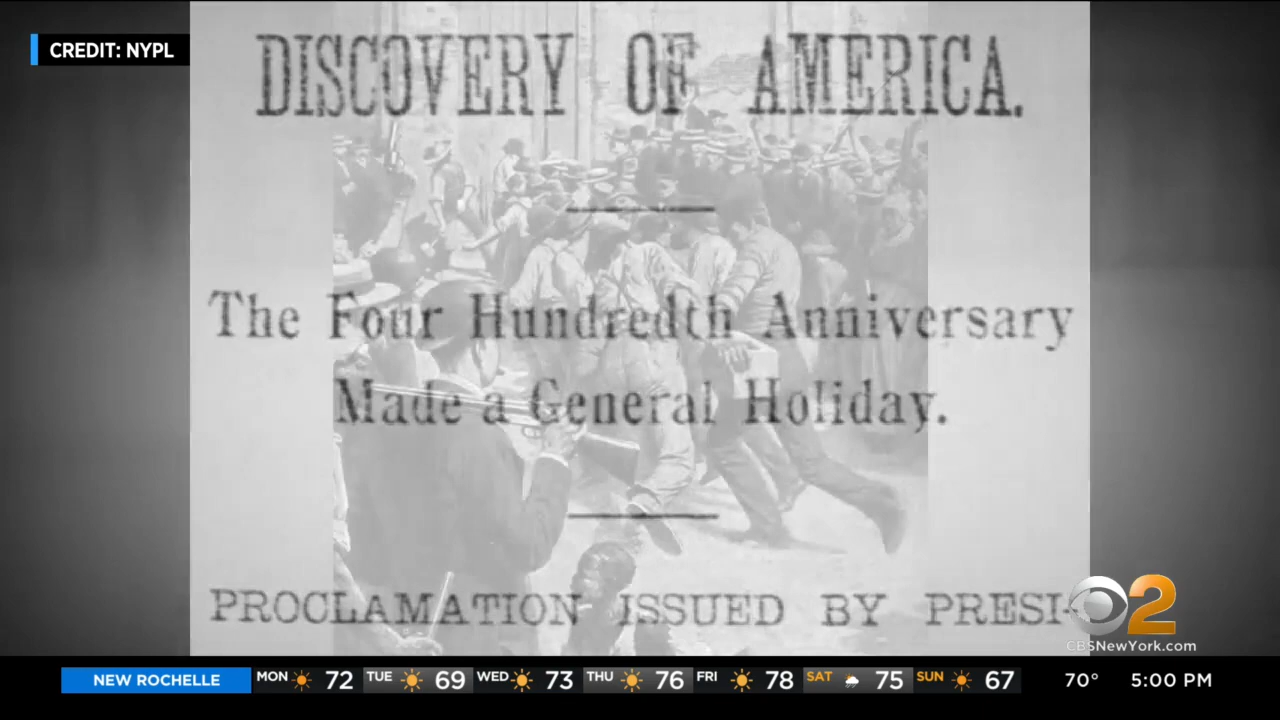 CREDIT: NYPL
DISCOVERY OF AMERICA.
The Four Hundredth Anniversary
Made a General Holiday.
PROCLAMATION ISSUED BY PRESI-
2
CBSNewYork.com
NEW ROCHELLE MON 72 TUE 69 WED 73 THU 76 FRI 78 SAT 75 SUN 67 70° 5:00 PM